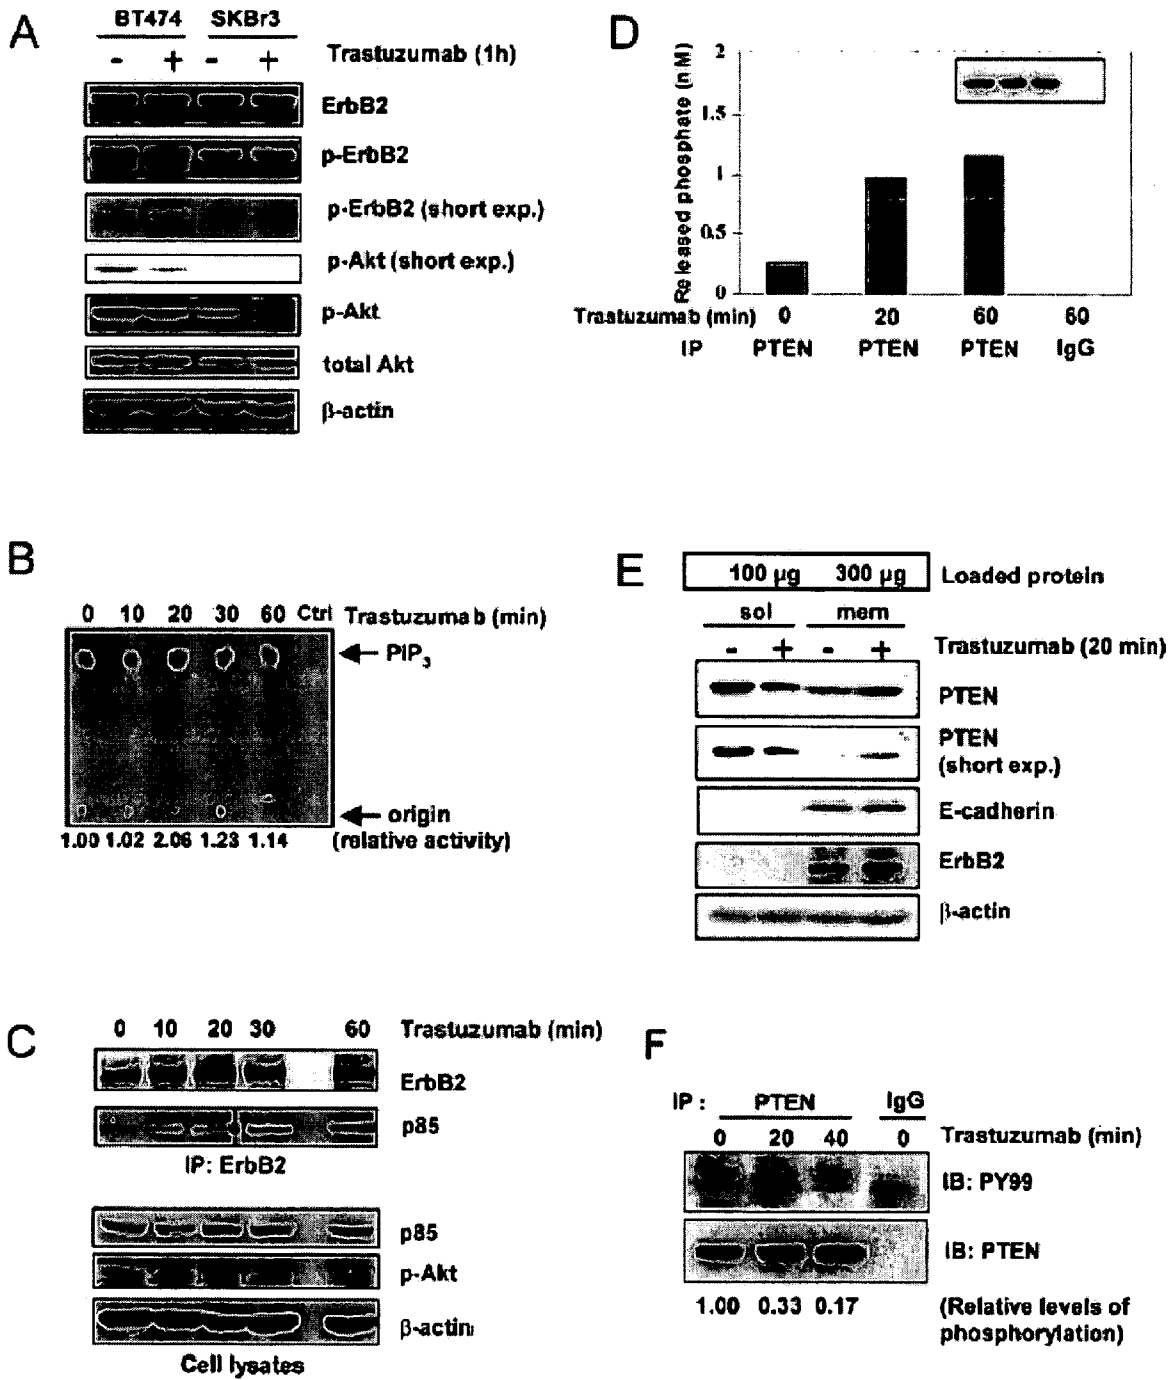 A
BT474 SKBr3
- + - + Trastuzumab (1h)
ErbB2
p-ErbB2
p-ErbB2 (short exp.)
p-Akt (short exp.)
p-Akt
total Akt
β-actin
B
0 10 20 30 60 Ctrl Trastuzumab (min)
PIP3
origin
1.00 1.02 2.06 1.23 1.14 (relative activity)
C
0 10 20 30 60 Trastuzumab (min)
ErbB2
p85
IP: ErbB2
p85
p-Akt
β-actin
Cell lysates
D
Released phosphate (nM)
2
1.5
1
0.5
0
Trastuzumab (min) 0 20 60 60
IP PTEN PTEN PTEN IgG
E
100 µg 300 µg Loaded protein
sol mem
- + - + Trastuzumab (20 min)
PTEN
PTEN
(short exp.)
E-cadherin
ErbB2
β-actin
F
IP : PTEN IgG
0 20 40 0 Trastuzumab (min)
IB: PY99
IB: PTEN
1.00 0.33 0.17 (Relative levels of
phosphorylation)